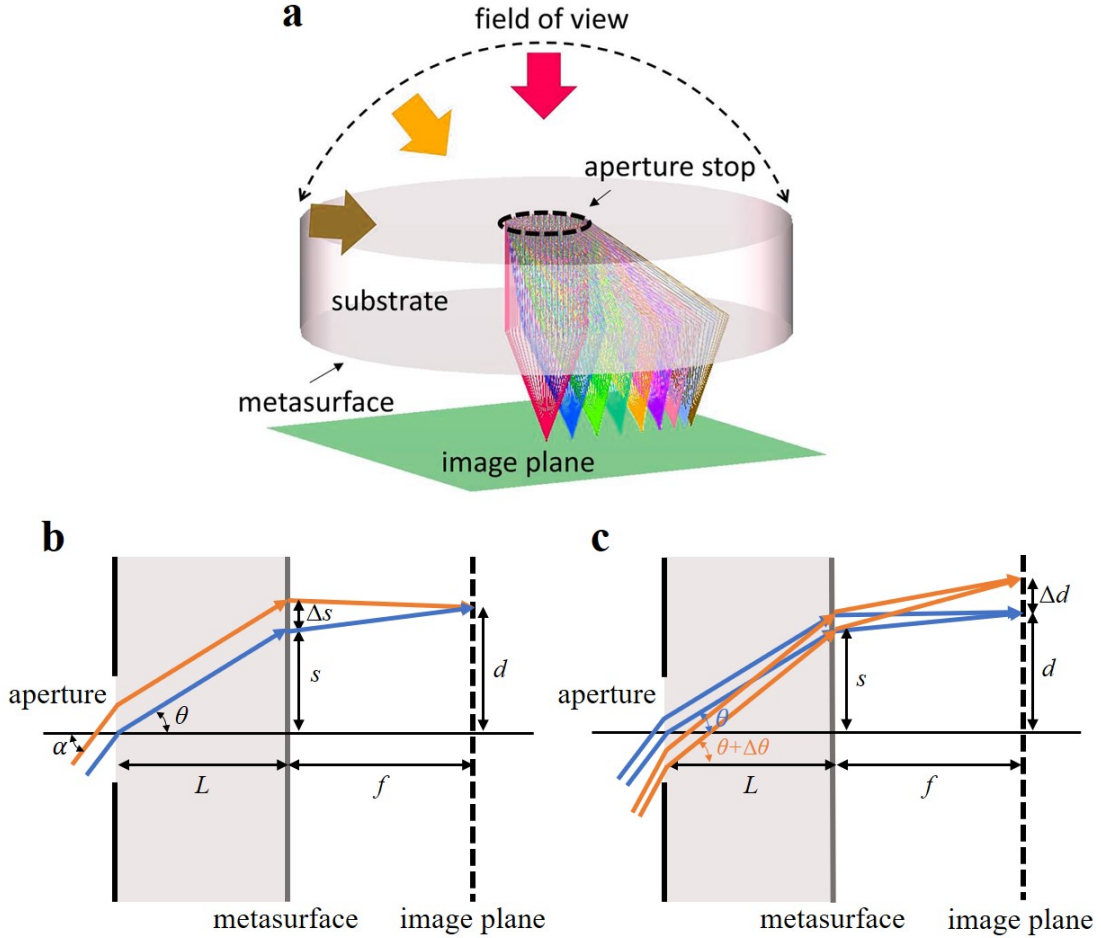 a
field of view
aperture stop
substrate
metasurface
image plane
b
aperture
α
θ
Δs
s
d
L
f
metasurface
image plane
c
aperture
θ
θ+Δθ
s
Δd
d
L
f
metasurface
image plane